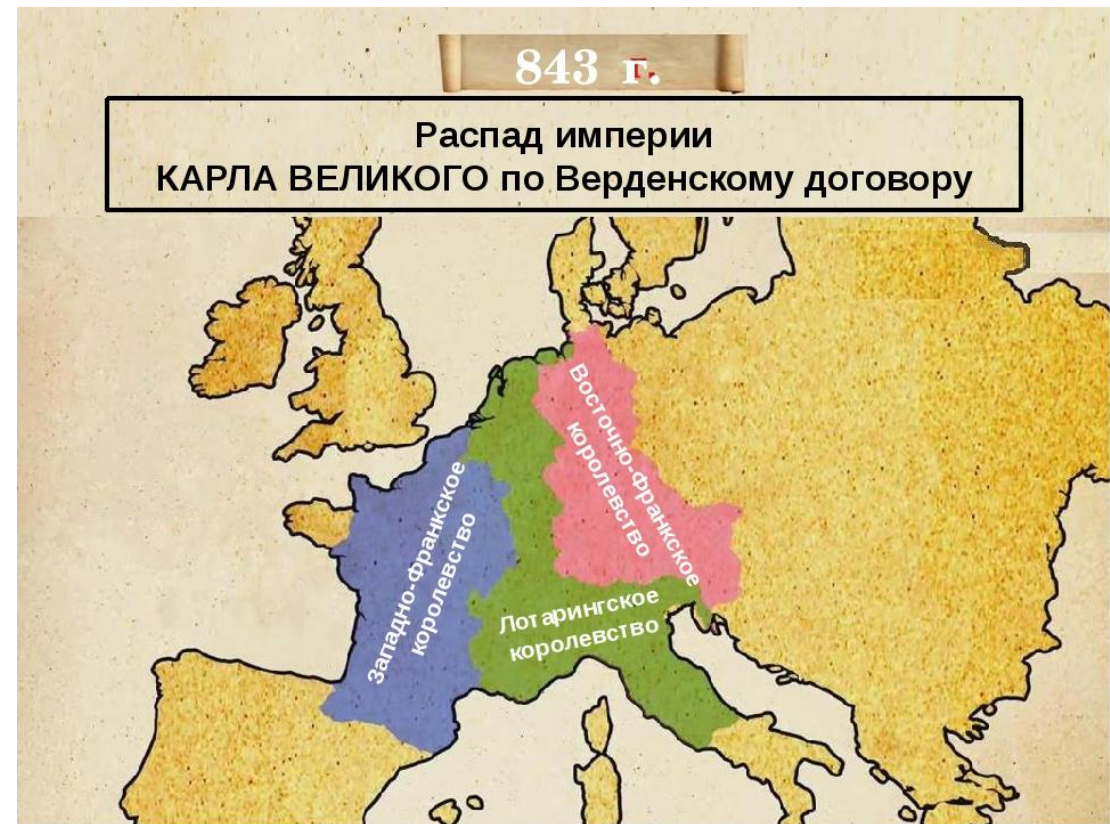 843 г.
Распад империи
КАРЛА ВЕЛИКОГО по Верденскому договору
Западно-франкское
королевство
Восточно-франкское
королевство
Лотарингское
королевство